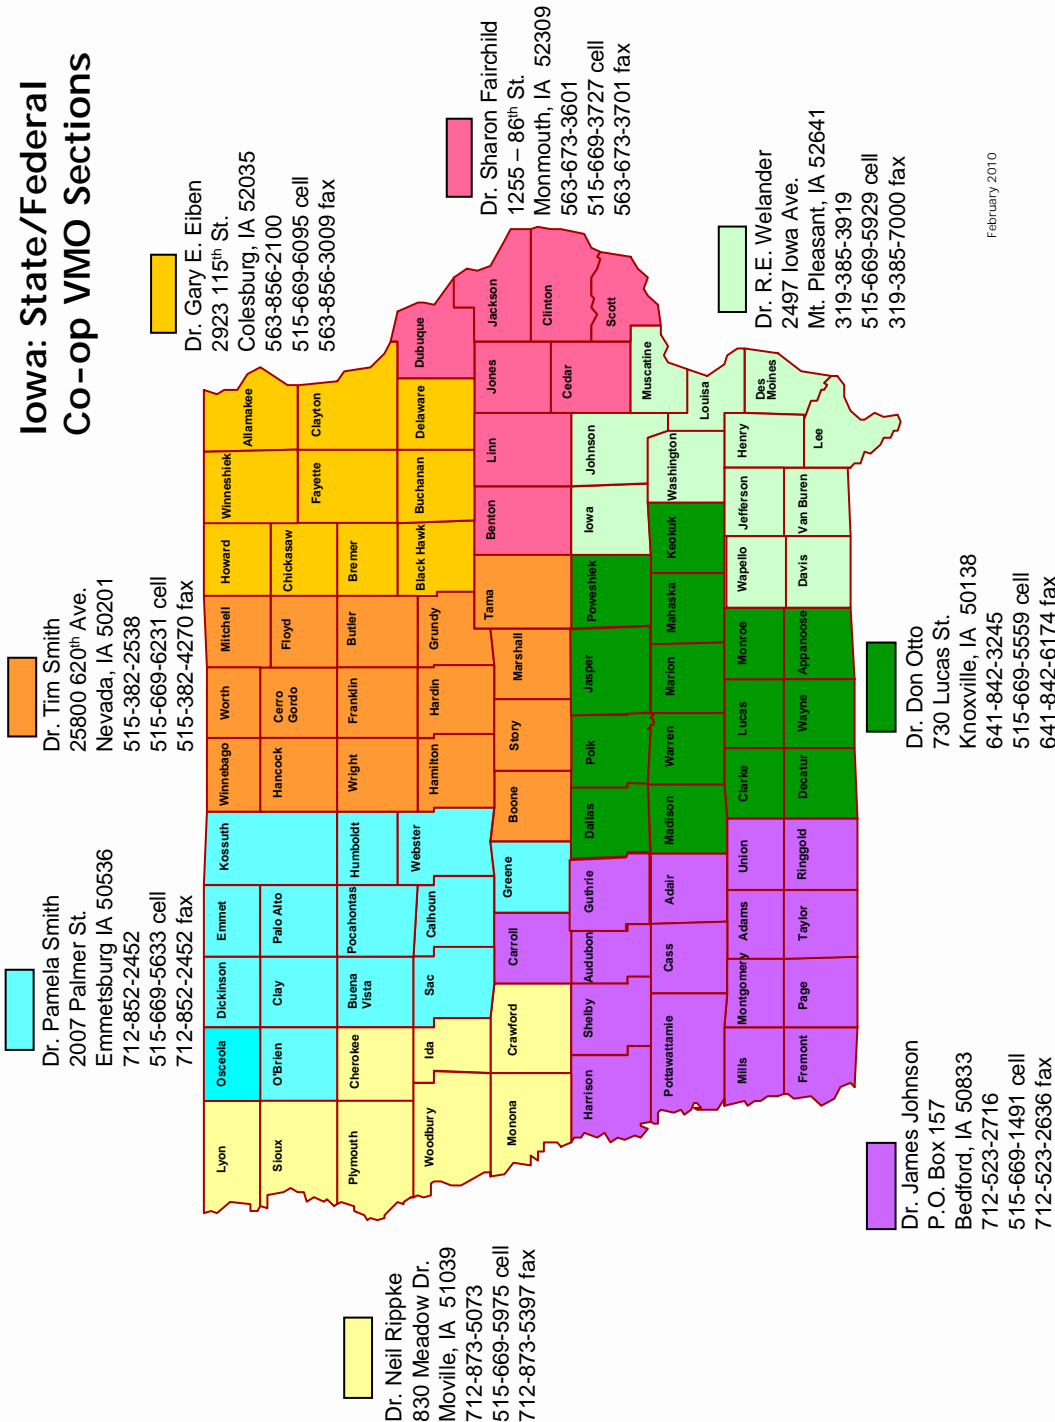 Iowa: State/Federal
Co-op VMO Sections
Dr. Pamela Smith
2007 Palmer St.
Emmetsburg IA 50536
712-852-2452
515-669-5633 cell
712-852-2452 fax
Dr. Tim Smith
25800 620th Ave.
Nevada, IA 50201
515-382-2538
515-669-6231 cell
515-382-4270 fax
Dr. Gary E. Eiben
2923 115th St.
Colesburg, IA 52035
563-856-2100
515-669-6095 cell
563-856-3009 fax
Dr. Neil Rippke
830 Meadow Dr.
Moville, IA 51039
712-873-5073
515-669-5975 cell
712-873-5397 fax
Dr. Sharon Fairchild
1255 – 86th St.
Monmouth, IA 52309
563-673-3601
515-669-3727 cell
563-673-3701 fax
Lyon
Osceola
Dickinson
Emmet
Kossuth
Winnebago
Worth
Mitchell
Howard
Winneshiek
Allamakee
Sioux
O'Brien
Clay
Palo Alto
Hancock
Cerro
Gordo
Floyd
Chickasaw
Fayette
Clayton
Plymouth
Cherokee
Buena
Vista
Pocahontas
Humboldt
Wright
Franklin
Butler
Bremer
Woodbury
Ida
Sac
Calhoun
Webster
Hamilton
Hardin
Grundy
Black Hawk
Buchanan
Delaware
Dubuque
Monona
Crawford
Carroll
Greene
Boone
Story
Marshall
Tama
Benton
Linn
Jones
Jackson
Clinton
Cedar
Scott
Harrison
Shelby
Audubon
Guthrie
Dallas
Polk
Jasper
Poweshiek
Iowa
Johnson
Muscatine
Pottawattamie
Cass
Adair
Madison
Warren
Marion
Mahaska
Keokuk
Washington
Louisa
Mills
Montgomery
Adams
Union
Clarke
Lucas
Monroe
Wapello
Jefferson
Henry
Des
Moines
Fremont
Page
Taylor
Ringgold
Decatur
Wayne
Appanoose
Davis
Van Buren
Lee
Dr. R.E. Welander
2497 Iowa Ave.
Mt. Pleasant, IA 52641
319-385-3919
515-669-5929 cell
319-385-7000 fax
Dr. James Johnson
P.O. Box 157
Bedford, IA 50833
712-523-2716
515-669-1491 cell
712-523-2636 fax
Dr. Don Otto
730 Lucas St.
Knoxville, IA 50138
641-842-3245
515-669-5559 cell
641-842-6174 fax
February 2010